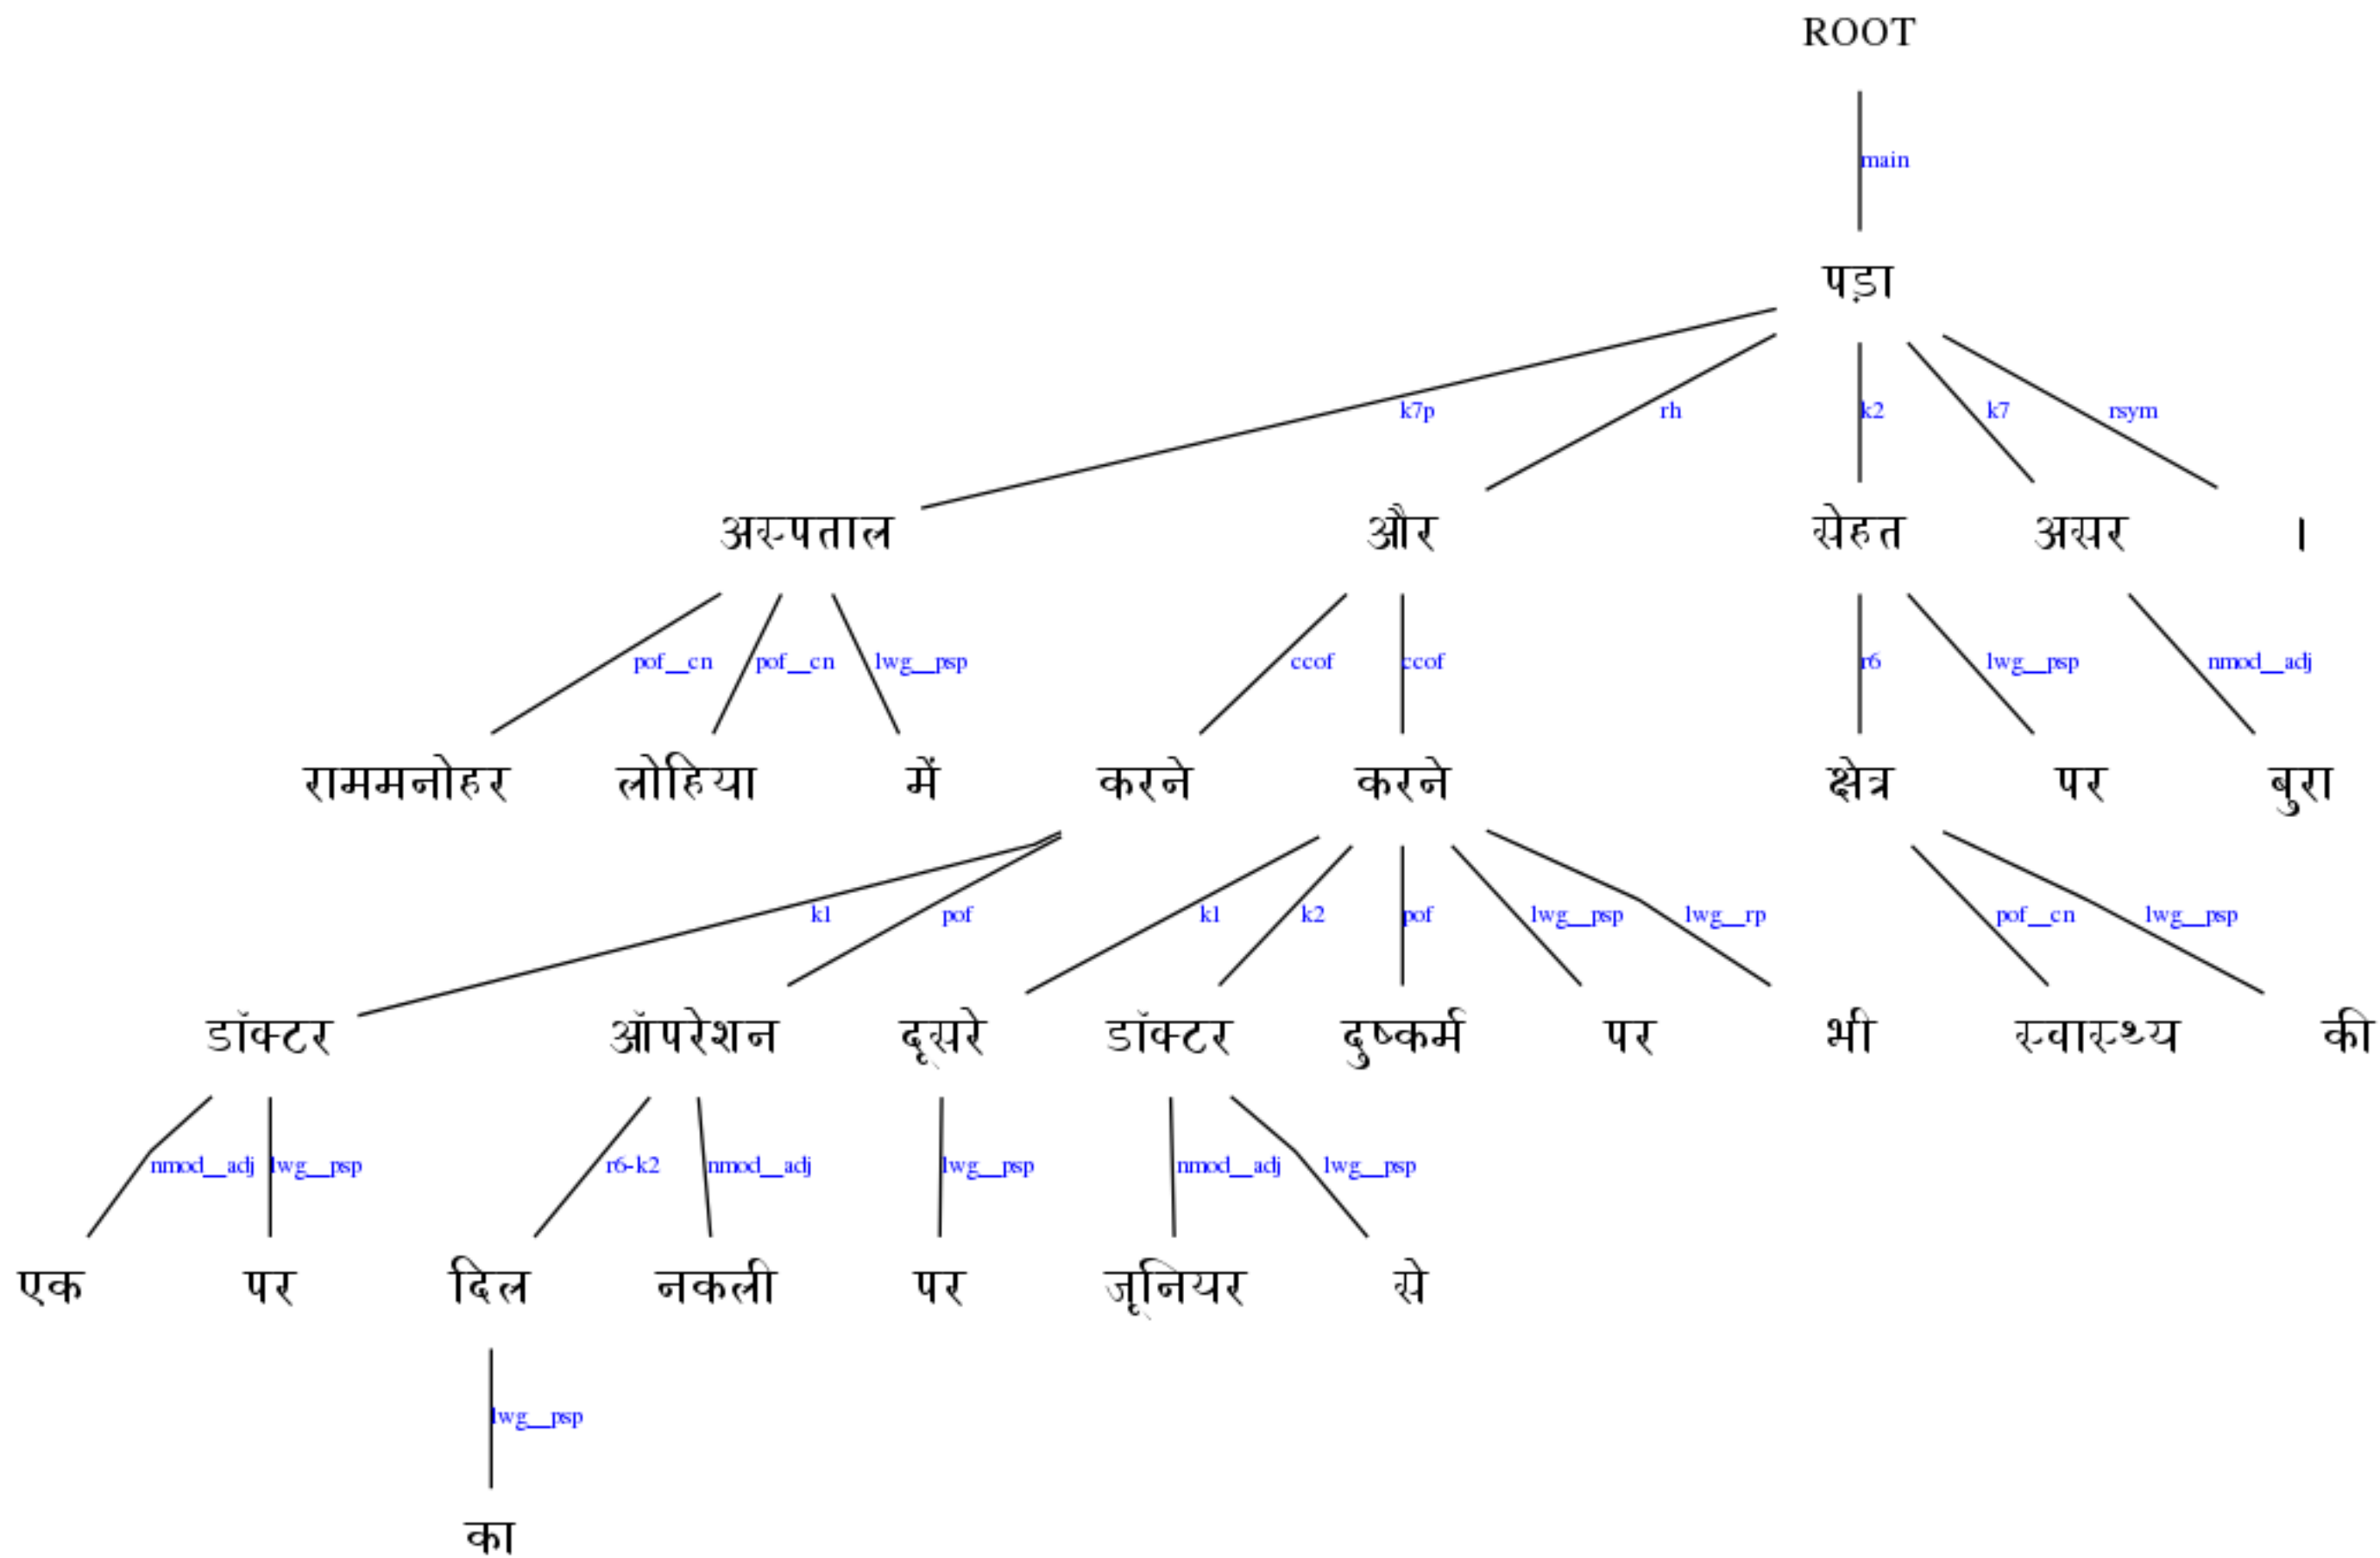 ROOT
main
पड़ा
k7p rh k2 k7 rsym
अस्पताल और सेहत असर ।
pof__cn pof__cn lwg__psp ccof ccof r6 lwg__psp nmod__adj
राममनोहर लोहिया में करने करने क्षेत्र पर बुरा
k1 pof k1 k2 pof lwg__psp lwg__rp pof__cn lwg__psp
डॉक्टर ऑपरेशन दूसरे डॉक्टर दुष्कर्म पर भी स्वास्थ्य की
nmod__adj lwg__psp r6-k2 nmod__adj lwg__psp nmod__adj lwg__psp
एक पर दिल नकली पर जूनियर से
lwg__psp
का